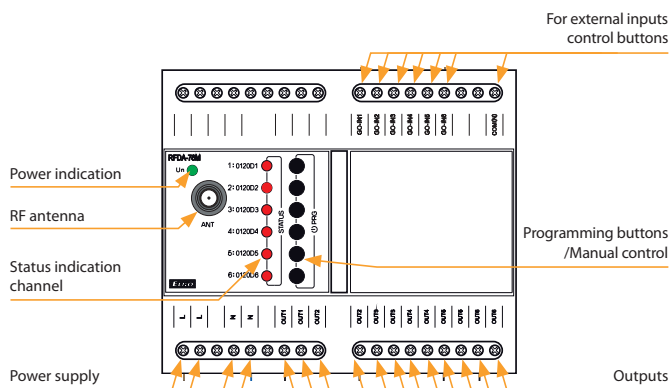 For external inputs
control buttons
GO-IN1
GO-IN2
GO-IN3
GO-IN4
GO-IN5
GO-IN6
RFDA-73M
Un
ANT
1: 0120D1
2: 0120D2
3: 0120D3
4: 0120D4
5: 0120D5
6: 0120D6
STATUS
PRG
Power indication
RF antenna
Status indication
channel
Programming buttons
/Manual control
L
L
N
N
OUT1
OUT1
OUT2
OUT2
OUT3
OUT3
OUT4
OUT4
OUT5
OUT5
OUT6
OUT6
Power supply
Outputs